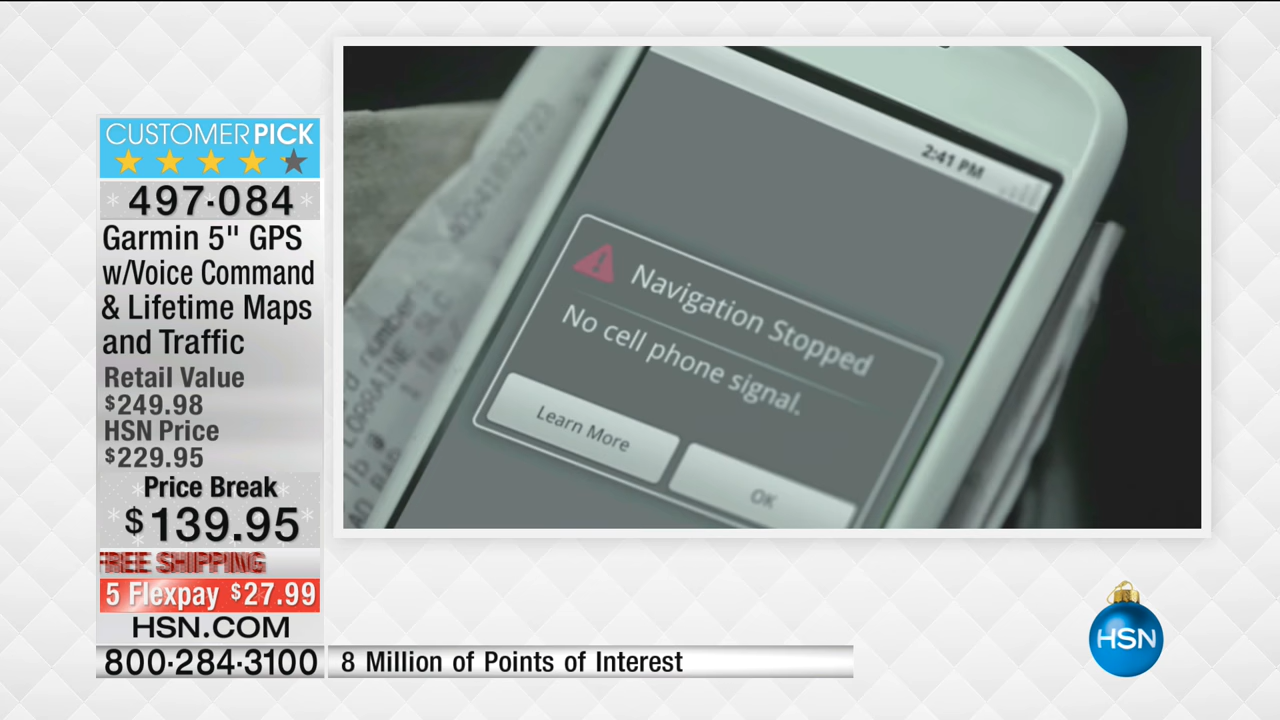 CUSTOMERPICK
497·084
Garmin 5" GPS
w/Voice Command
& Lifetime Maps
and Traffic
Retail Value
$249.98
HSN Price
$229.95
Price Break
$139.95
FREE SHIPPING
5 Flexpay $27.99
HSN.COM
800·284·3100
8 Million of Points of Interest
2:41 PM
Navigation Stopped
No cell phone signal.
Learn More
OK
HSN